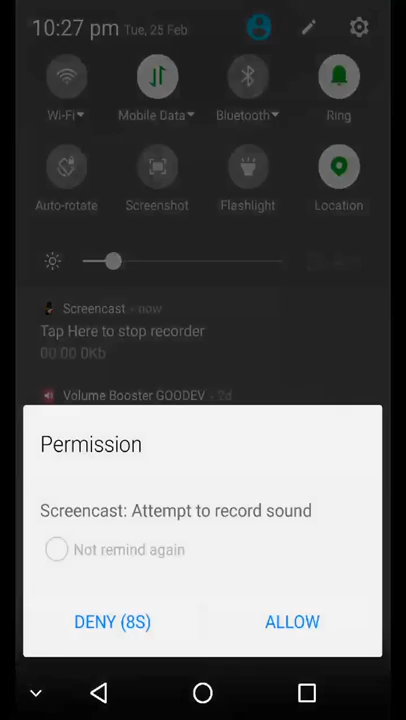 10:27 pm Tue, 25 Feb
Wi-Fi Mobile Data Bluetooth Ring
Auto-rotate Screenshot Flashlight Location
Screencast - now
Tap Here to stop recorder
00:00 0Kb
Volume Booster GOODEV - 2d
Permission
Screencast: Attempt to record sound
Not remind again
DENY (8S) ALLOW